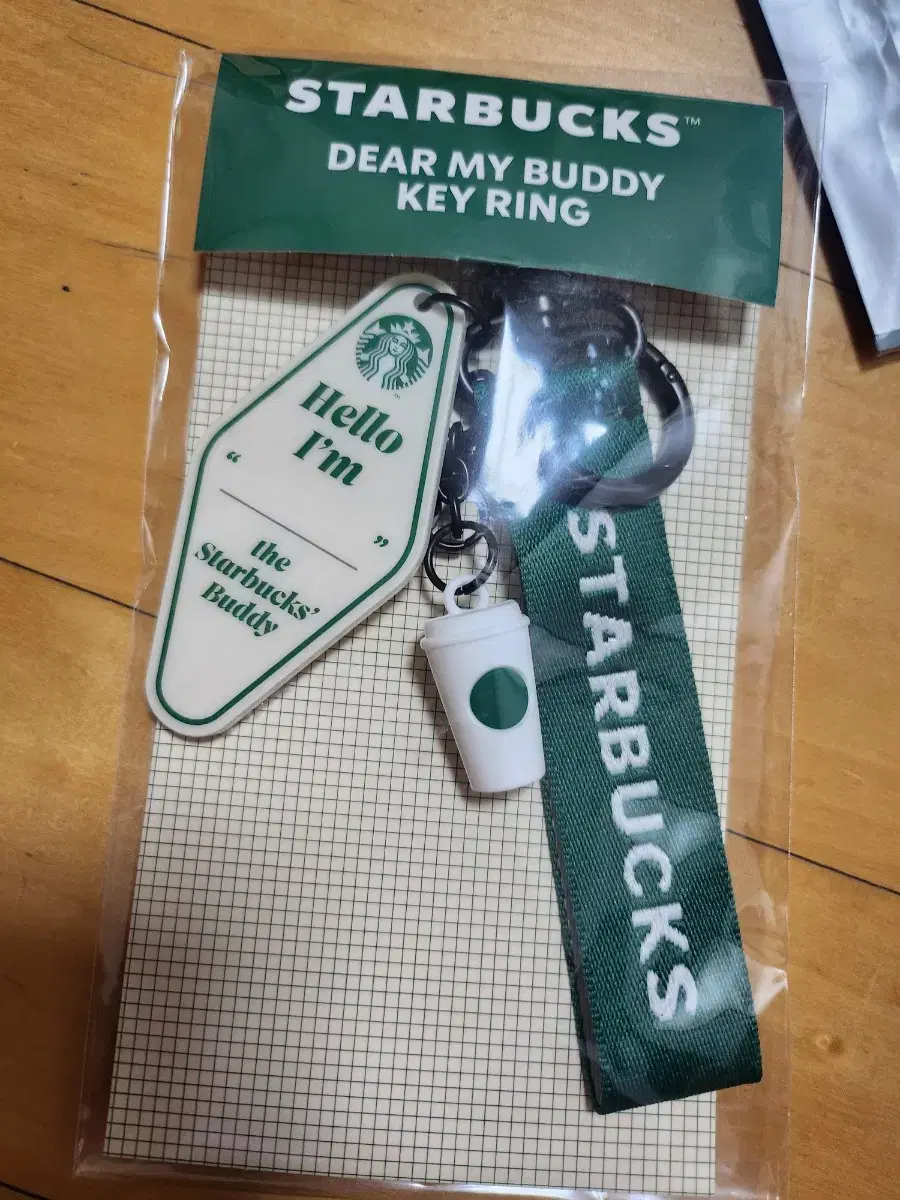 STARBUCKS™
DEAR MY BUDDY
KEY RING
Hello
I'm
“
”
the
Starbucks'
Buddy
STARBUCKS